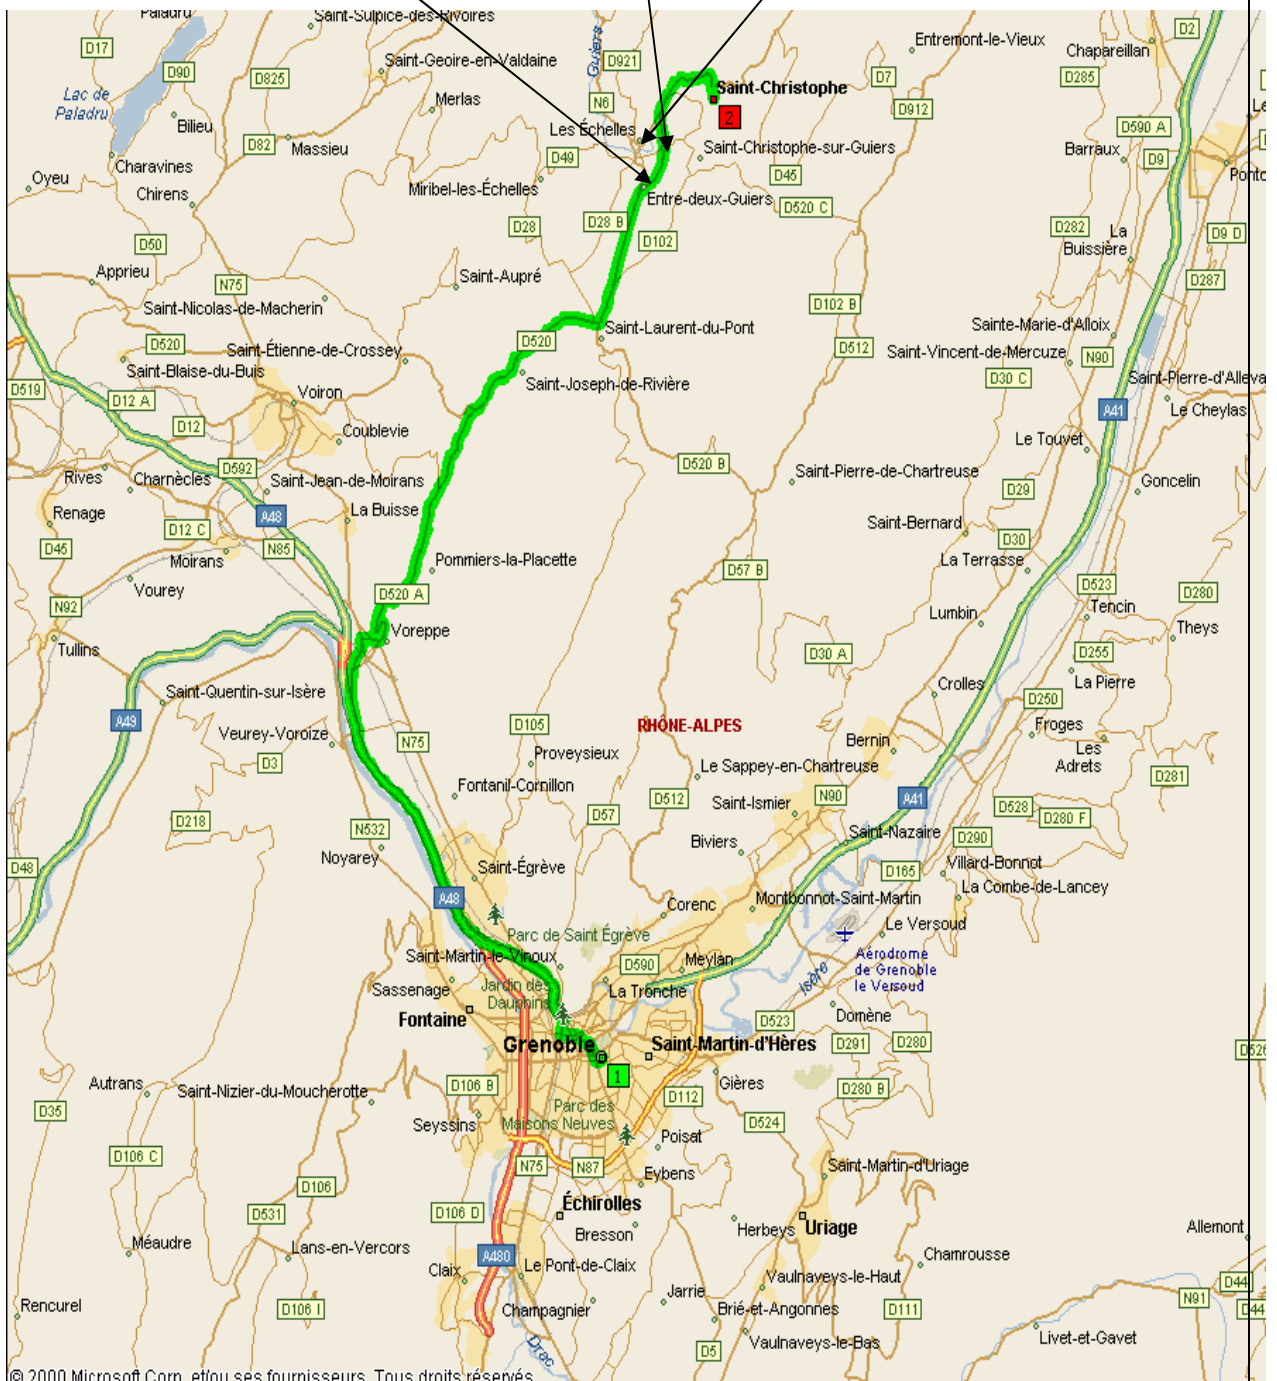 Paladru
Saint-Sulpice-des-Rivoires
D17
D90
D825
Saint-Geoire-en-Valdaine
Guiers
D921
Entremont-le-Vieux
Chapareillan
D2
D7
D285
Lac de
Paladru
Merlas
N6
Saint-Christophe
2
D912
Bilieu
D82
Massieu
Les Échelles
D49
Saint-Christophe-sur-Guiers
D590 A
Barraux
D9
Charavines
Oyeu
Chirens
Miribel-les-Échelles
D45
Entre-deux-Guiers
D520 C
D28 B
D28
D102
D282
La
Buissière
D9 D
D50
Apprieu
N75
Saint-Aupré
D287
Saint-Nicolas-de-Macherin
D102 B
Saint-Laurent-du-Pont
Sainte-Marie-d'Alloix
D520
D520
Saint-Étienne-de-Crossey
D512
Saint-Vincent-de-Mercuze
N90
Saint-Blaise-du-Buis
Saint-Joseph-de-Rivière
D30 C
Saint-Pierre-d'Alleva
D519
D12 A
Voiron
A41
Le Cheylas
D12
Coublevie
Le Touvet
D592
D520 B
Saint-Pierre-de-Chartreuse
Rives
Charnècles
Saint-Jean-de-Moirans
D29
Goncelin
Renage
A48
La Buisse
D12 C
Saint-Bernard
D45
N85
Moirans
D30
Pommiers-la-Placette
La Terrasse
D57 B
Vourey
D520 A
D523
D280
N92
Lumbin
Tencin
Voreppe
Theys
Tullins
D30 A
D255
La Pierre
Saint-Quentin-sur-Isère
Crolles
D250
A49
D105
RHÔNE-ALPES
Froges
Veurey-Voroize
N75
Bernin
Les
Adrets
D3
Proveysieux
Le Sappey-en-Chartreuse
D281
Fontanil-Cornillon
D512
Saint-Ismier
N90
A41
D528
D280 F
D218
D57
N532
Biviers
Saint-Nazaire
D290
Noyarey
Villard-Bonnot
D48
Saint-Égrève
D165
La Combe-de-Lancey
A48
Corenc
Montbonnot-Saint-Martin
Le Versoud
Parc de Saint Égrève
Saint-Martin-le-Vinoux
D590
Meylan
Aérodrome
de Grenoble
le Versoud
Isère
Sassenage
Jardin des
Dauphins
La Tronche
Fontaine
D523
Domène
Grenoble
Saint-Martin-d'Hères
D291
D280
D526
1
Gières
Autrans
D106 B
Saint-Nizier-du-Moucherotte
D280 B
D35
D112
Parc des
Maisons Neuves
Seyssins
D524
Poisat
D106 C
N75
N87
Saint-Martin-d'Uriage
Eybens
D106
D531
D106 D
Échirolles
Bresson
Herbeys
Uriage
Allemont
Méaudre
Lans-en-Vercors
A480
Chamrousse
Claix
Le Pont-de-Claix
Vaulnaveys-le-Haut
D44
Rencurel
D106 I
Champagnier
Jarrie
Brié-et-Angonnes
D111
N91
D44
Drac
D5
Vaulnaveys-le-Bas
Livet-et-Gavet
© 2000 Microsoft Corp. et/ou ses fournisseurs. Tous droits réservés.